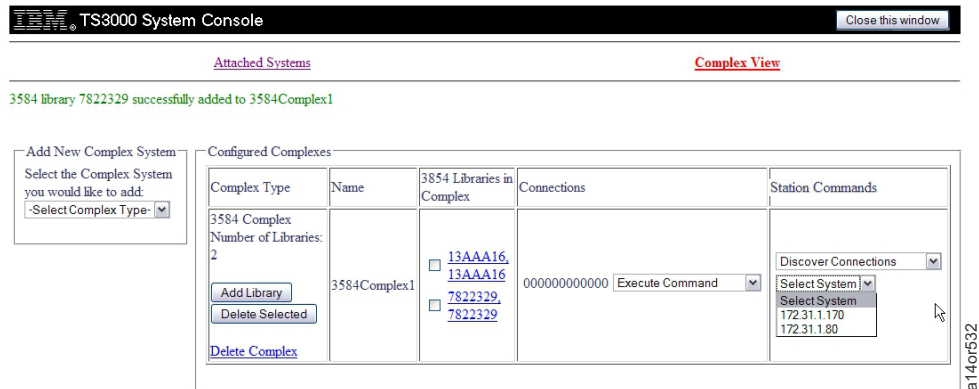 IBM® TS3000 System Console
Close this window
Attached Systems
Complex View
3584 library 7822329 successfully added to 3584Complex1
Add New Complex System
Select the Complex System
you would like to add:
-Select Complex Type-
Configured Complexes
Complex Type
Name
3854 Libraries in
Complex
Connections
Station Commands
3584 Complex
Number of Libraries:
2
Add Library
Delete Selected
Delete Complex
3584Complex1
13AAA16,
13AAA16
7822329,
7822329
000000000000
Execute Command
Discover Connections
Select System
Select System
172.31.1.170
172.31.1.80
a14or532